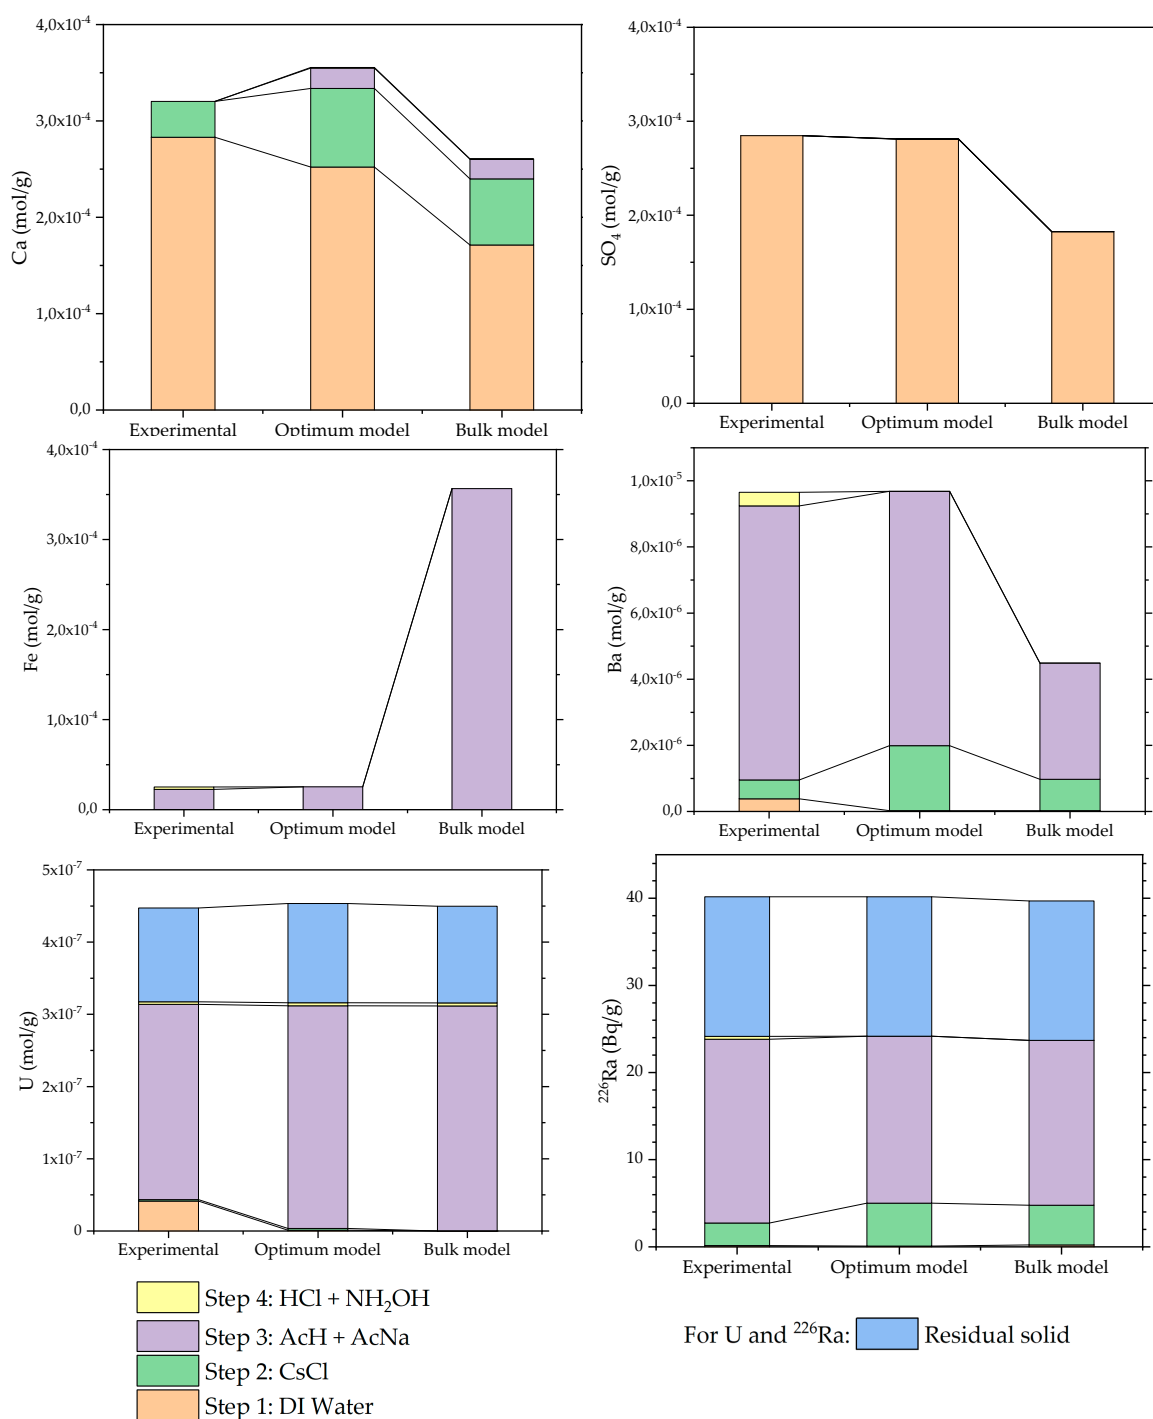 Ca (mol/g)
4,0x10-4
3,0x10-4
2,0x10-4
1,0x10-4
0,0
Experimental Optimum model Bulk model
SO4 (mol/g)
4,0x10-4
3,0x10-4
2,0x10-4
1,0x10-4
0,0
Experimental Optimum model Bulk model
Fe (mol/g)
4,0x10-4
3,0x10-4
2,0x10-4
1,0x10-4
0,0
Experimental Optimum model Bulk model
Ba (mol/g)
1,0x10-5
8,0x10-6
6,0x10-6
4,0x10-6
2,0x10-6
0,0
Experimental Optimum model Bulk model
U (mol/g)
5x10-7
4x10-7
3x10-7
2x10-7
1x10-7
0
Experimental Optimum model Bulk model
226Ra (Bq/g)
40
30
20
10
0
Experimental Optimum model Bulk model
Step 4: HCl + NH2OH
Step 3: AcH + AcNa
Step 2: CsCl
Step 1: DI Water
For U and 226Ra: Residual solid